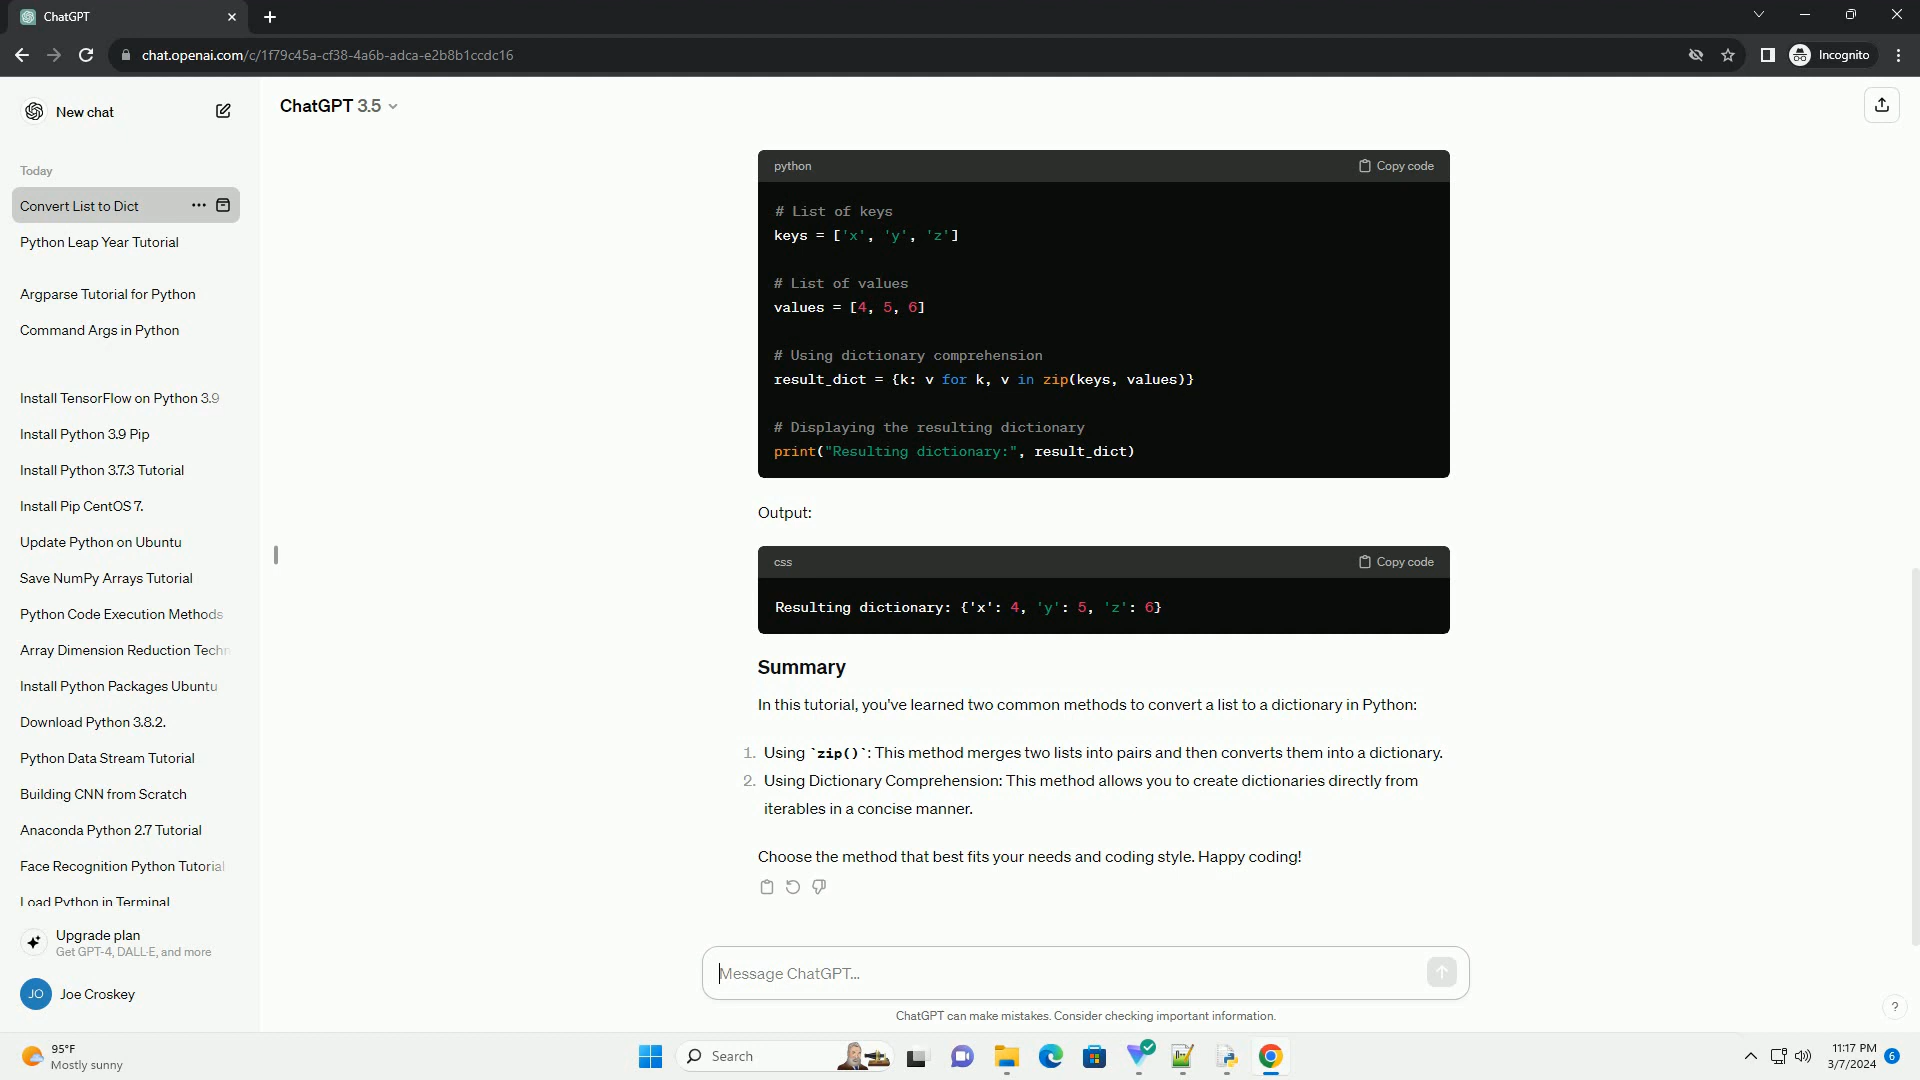 ChatGPT
chat.openai.com/c/1f79c45a-cf38-4a6b-adca-e2b8b1ccdc16
Incognito
New chat
ChatGPT 3.5
Today
Convert List to Dict
Python Leap Year Tutorial
Argparse Tutorial for Python
Command Args in Python
Install TensorFlow on Python 3.9
Install Python 3.9 Pip
Install Python 3.7.3 Tutorial
Install Pip CentOS 7.
Update Python on Ubuntu
Save NumPy Arrays Tutorial
Python Code Execution Methods
Array Dimension Reduction Techn
Install Python Packages Ubuntu
Download Python 3.8.2.
Python Data Stream Tutorial
Building CNN from Scratch
Anaconda Python 2.7 Tutorial
Face Recognition Python Tutorial
Load Python in Terminal
Upgrade plan
Get GPT-4, DALL·E, and more
JO Joe Croskey
python Copy code
# List of keys
keys = ['x', 'y', 'z']
# List of values
values = [4, 5, 6]
# Using dictionary comprehension
result_dict = {k: v for k, v in zip(keys, values)}
# Displaying the resulting dictionary
print("Resulting dictionary:", result_dict)
Output:
css Copy code
Resulting dictionary: {'x': 4, 'y': 5, 'z': 6}
Summary
In this tutorial, you've learned two common methods to convert a list to a dictionary in Python:
1. Using `zip()`: This method merges two lists into pairs and then converts them into a dictionary.
2. Using Dictionary Comprehension: This method allows you to create dictionaries directly from
iterables in a concise manner.
Choose the method that best fits your needs and coding style. Happy coding!
Message ChatGPT...
ChatGPT can make mistakes. Consider checking important information.
?
95°F
Mostly sunny
Search
11:17 PM
3/7/2024
6